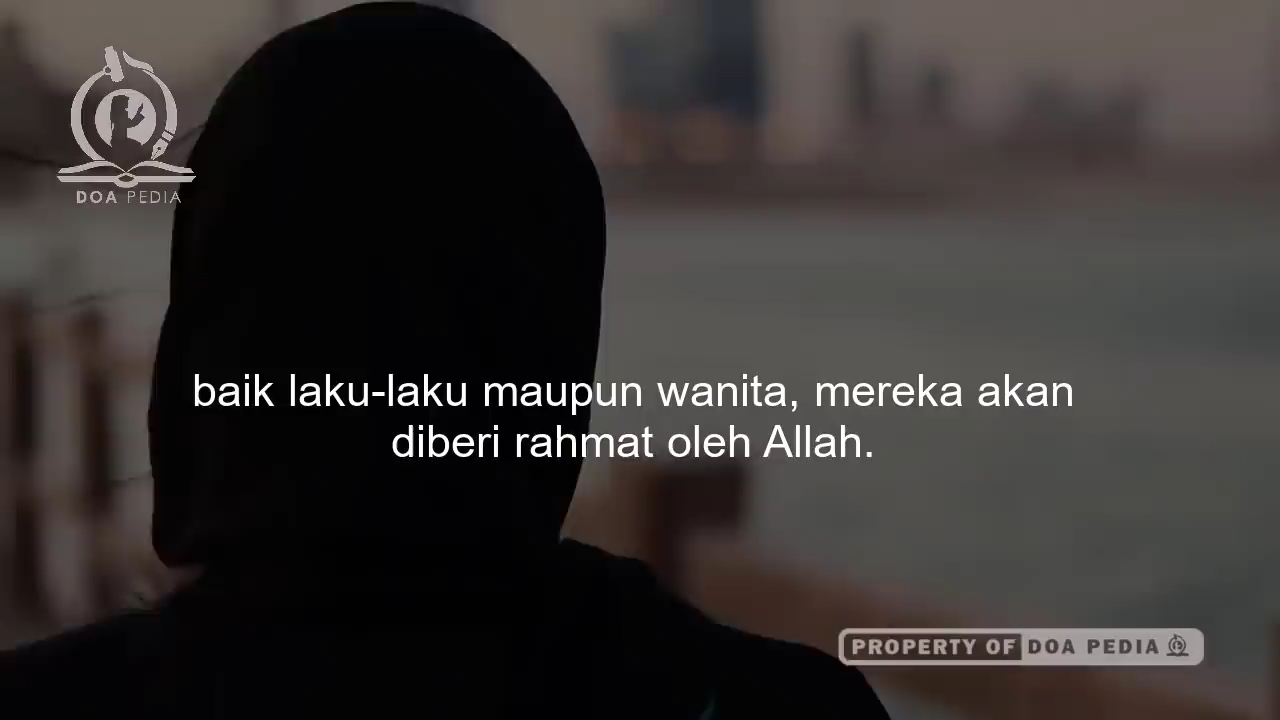 DOA PEDIA
baik laku-laku maupun wanita, mereka akan
diberi rahmat oleh Allah.
PROPERTY OF DOA PEDIA